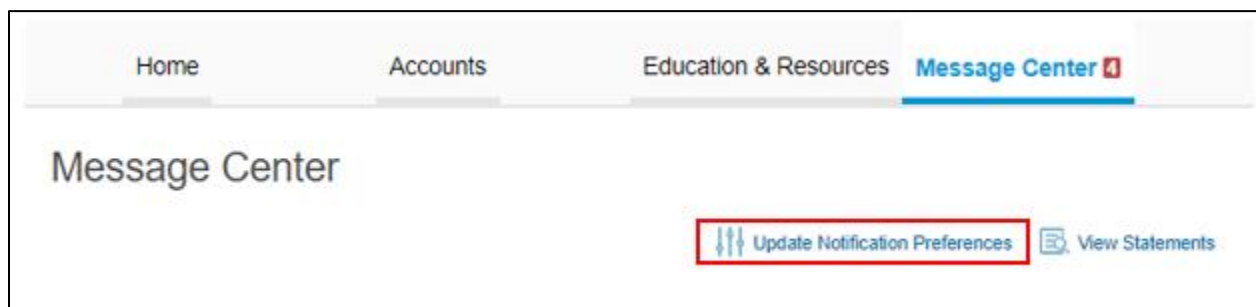 Home Accounts Education & Resources Message Center 4
Message Center
Update Notification Preferences View Statements